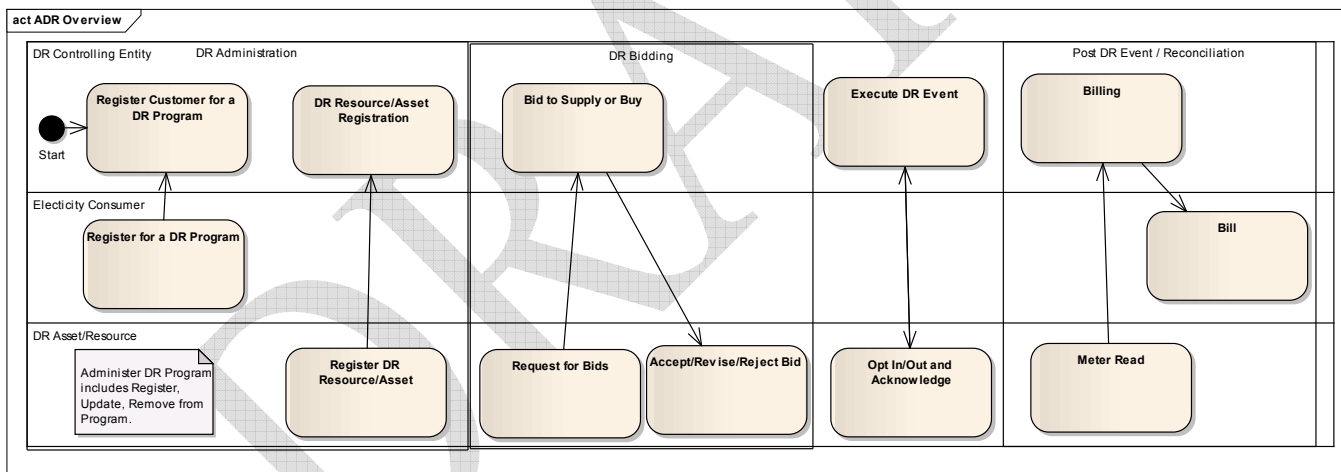 act ADR Overview
DR Controlling Entity
DR Administration
DR Bidding
Post DR Event / Reconciliation
Register Customer for a
DR Program
DR Resource/Asset
Registration
Bid to Supply or Buy
Execute DR Event
Billing
Start
Electicity Consumer
Register for a DR Program
Bill
DR Asset/Resource
Administer DR Program
includes Register,
Update, Remove from
Program.
Register DR
Resource/Asset
Request for Bids
Accept/Revise/Reject Bid
Opt In/Out and
Acknowledge
Meter Read
DRAFT